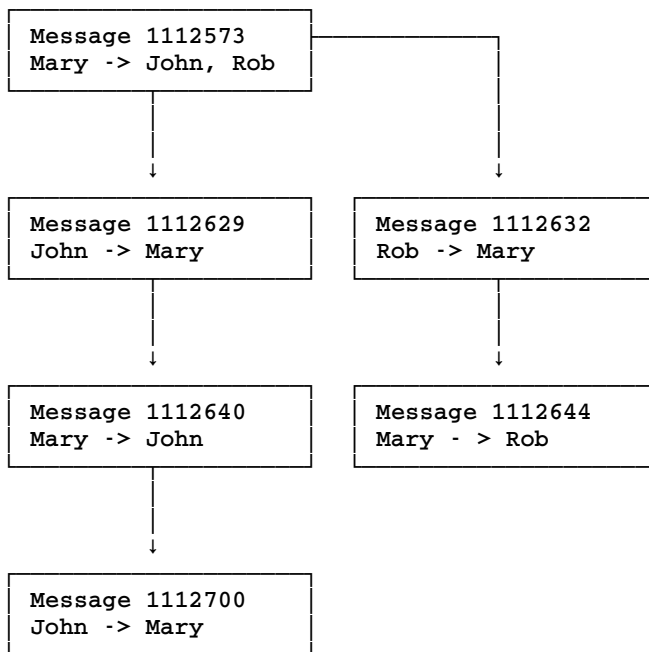 Message 1112573
Mary -> John, Rob
Message 1112629
John -> Mary
Message 1112632
Rob -> Mary
Message 1112640
Mary -> John
Message 1112644
Mary - > Rob
Message 1112700
John -> Mary